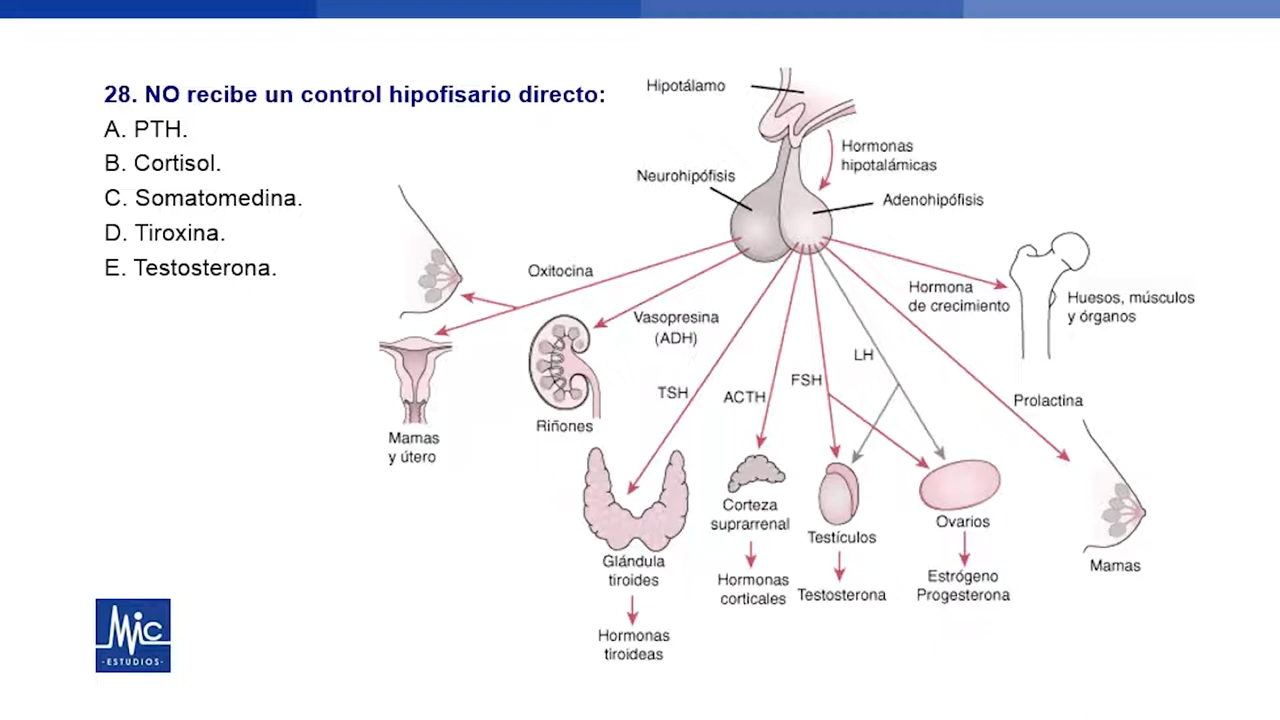 28. NO recibe un control hipofisario directo:
A. PTH.
B. Cortisol.
C. Somatomedina.
D. Tiroxina.
E. Testosterona.
Hipotálamo
Hormonas
hipotalámicas
Neurohipófisis
Adenohipófisis
Oxitocina
Hormona
de crecimiento
Huesos, músculos
y órganos
Vasopresina
(ADH)
LH
TSH
ACTH
FSH
Prolactina
Mamas
y útero
Riñones
Corteza
suprarrenal
Testículos
Ovarios
Glándula
tiroides
Mamas
Hormonas
corticales
Testosterona
Estrógeno
Progesterona
Hormonas
tiroideas
Mic
·ESTUDIOS·